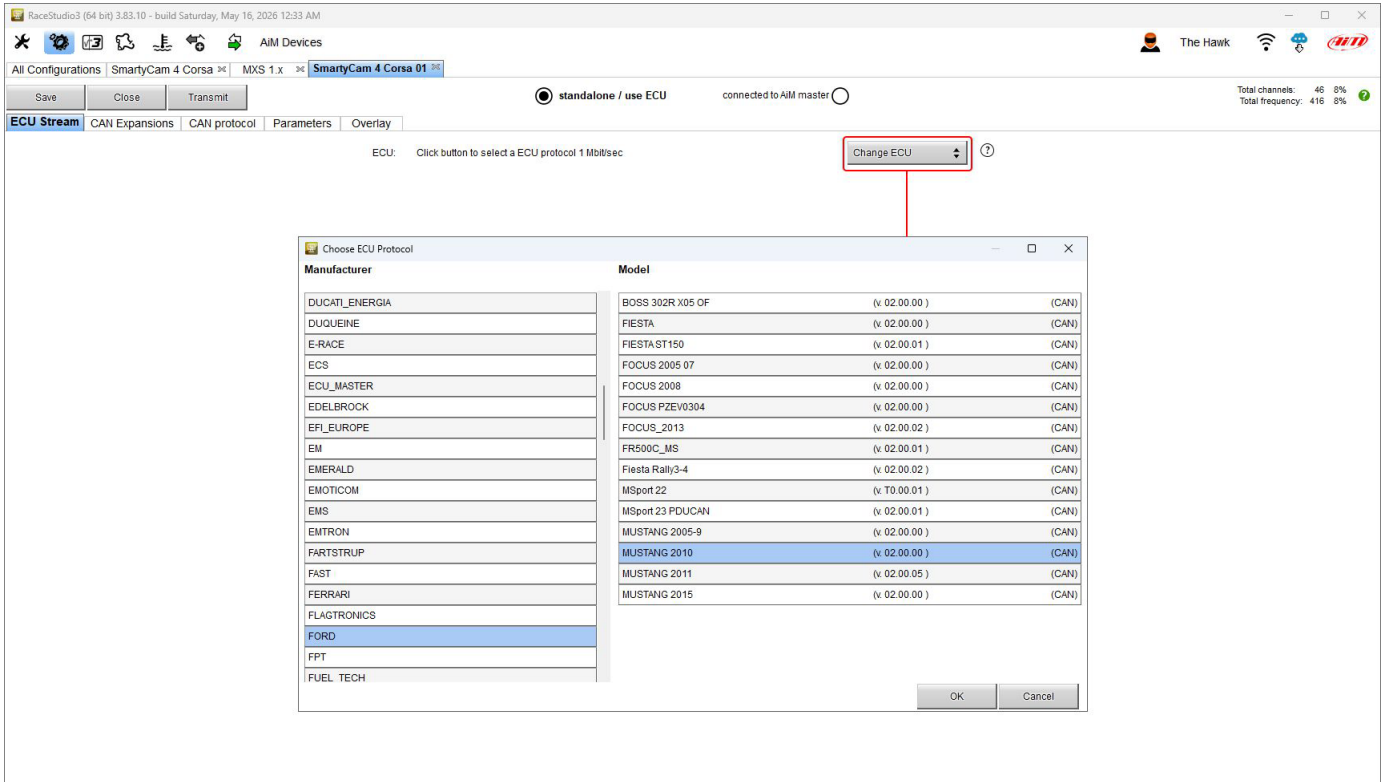 RaceStudio3 (64 bit) 3.83.10 - build Saturday, May 16, 2026 12:33 AM
AiM Devices
The Hawk
AiM
All Configurations SmartyCam 4 Corsa MXS 1.x SmartyCam 4 Corsa 01
Save Close Transmit standalone / use ECU connected to AiM master
Total channels: 46 8%
Total frequency: 416 8%
ECU Stream CAN Expansions CAN protocol Parameters Overlay
ECU: Click button to select a ECU protocol 1 Mbit/sec Change ECU
Choose ECU Protocol
Manufacturer Model
DUCATI_ENERGIA BOSS 302R X05 OF (v. 02.00.00 ) (CAN)
DUQUEINE FIESTA (v. 02.00.00 ) (CAN)
E-RACE FIESTA ST150 (v. 02.00.01 ) (CAN)
ECS FOCUS 2005 07 (v. 02.00.00 ) (CAN)
ECU_MASTER FOCUS 2008 (v. 02.00.00 ) (CAN)
EDELBROCK FOCUS PZEV0304 (v. 02.00.00 ) (CAN)
EFI_EUROPE FOCUS_2013 (v. 02.00.02 ) (CAN)
EM FR500C_MS (v. 02.00.01 ) (CAN)
EMERALD Fiesta Rally3-4 (v. 02.00.02 ) (CAN)
EMOTICOM MSport 22 (v. T0.00.01 ) (CAN)
EMS MSport 23 PDUCAN (v. 02.00.01 ) (CAN)
EMTRON MUSTANG 2005-9 (v. 02.00.00 ) (CAN)
FARTSTRUP MUSTANG 2010 (v. 02.00.00 ) (CAN)
FAST MUSTANG 2011 (v. 02.00.05 ) (CAN)
FERRARI MUSTANG 2015 (v. 02.00.00 ) (CAN)
FLAGTRONICS
FORD
FPT
FUEL_TECH
OK Cancel